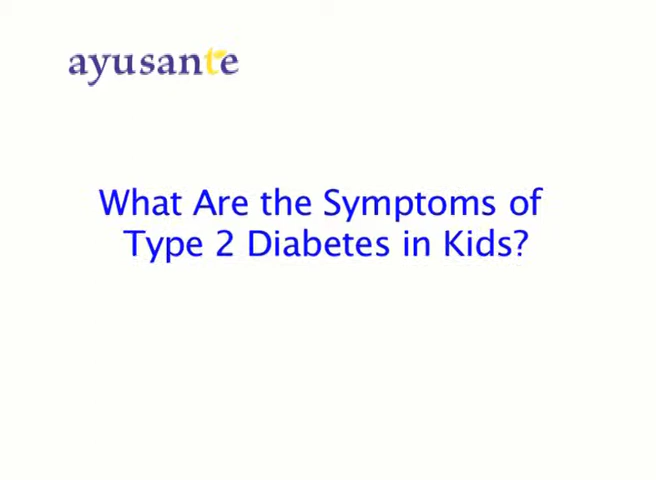 ayusante
What Are the Symptoms of
Type 2 Diabetes in Kids?